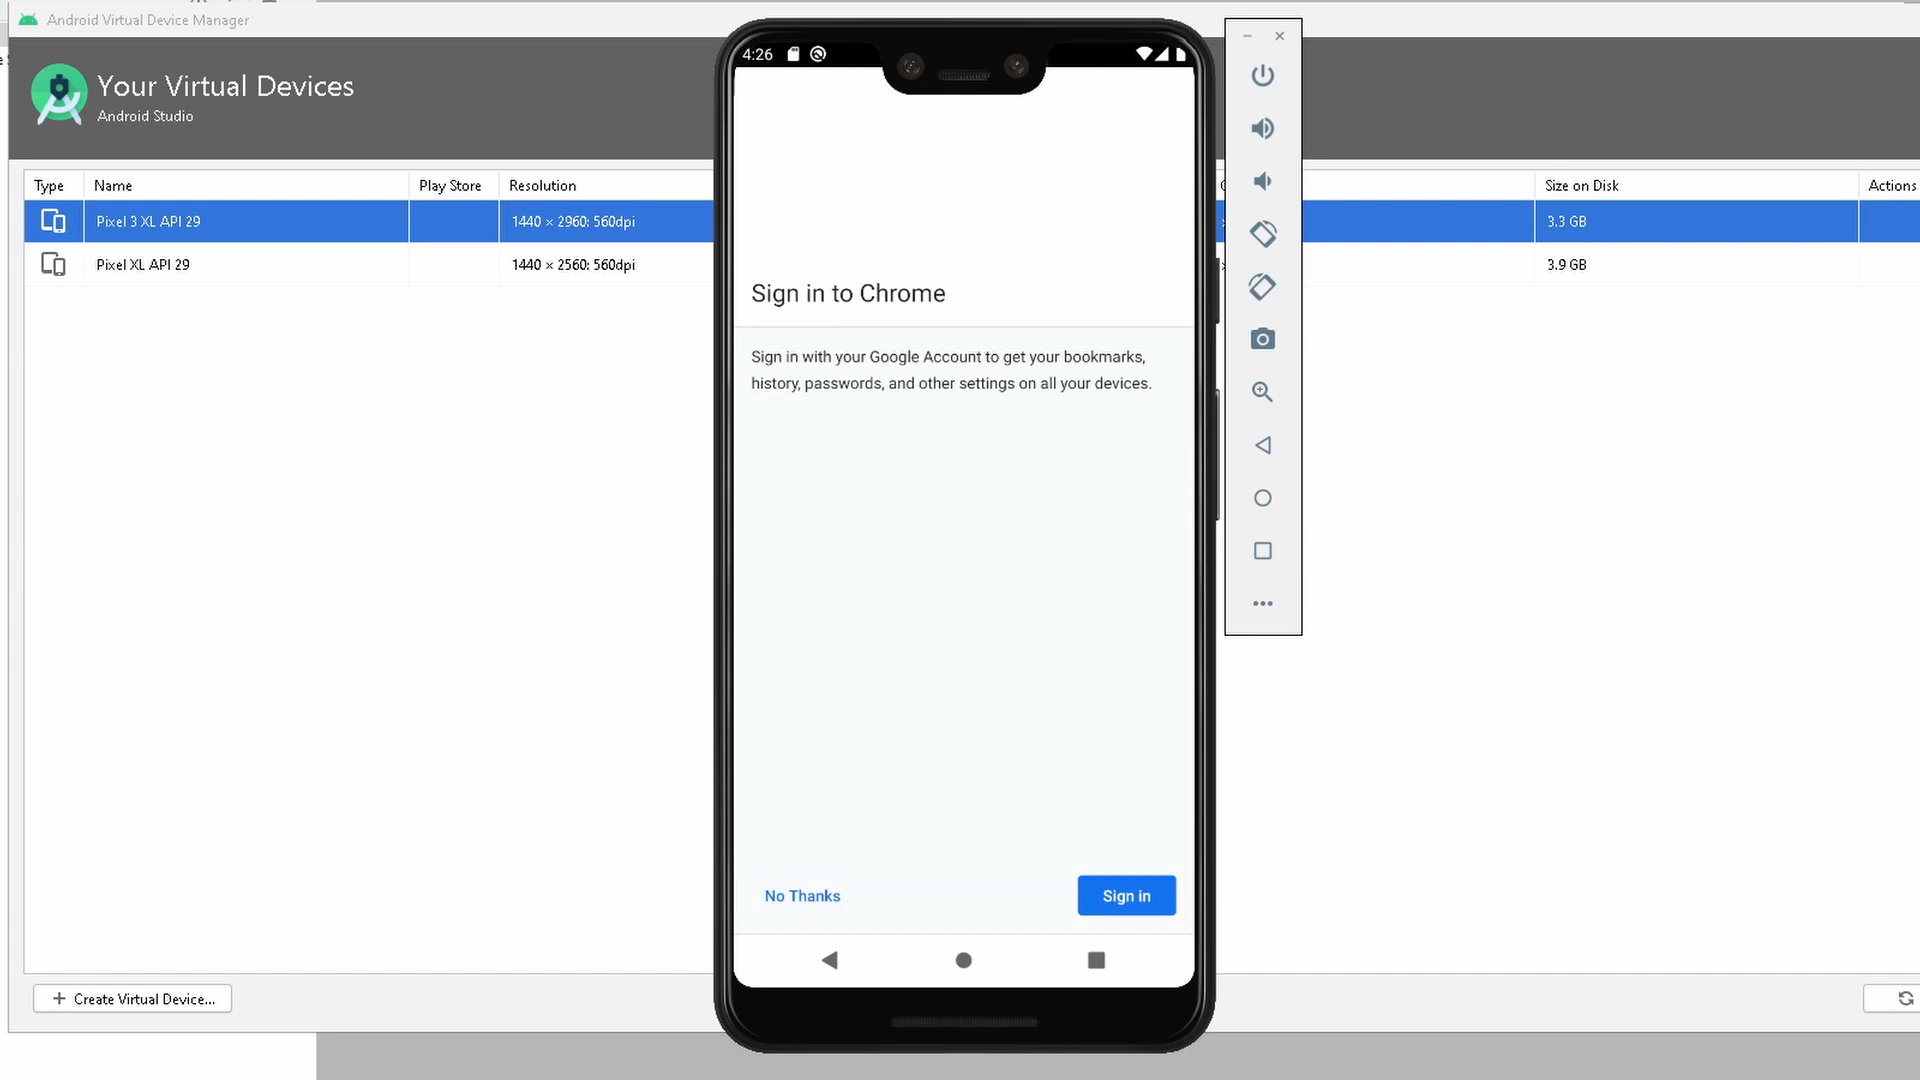 Android Virtual Device Manager
Your Virtual Devices
Android Studio
Type Name Play Store Resolution Size on Disk Actions
Pixel 3 XL API 29 1440 × 2960: 560dpi 3.3 GB
Pixel XL API 29 1440 × 2560: 560dpi 3.9 GB
4:26
Sign in to Chrome
Sign in with your Google Account to get your bookmarks,
history, passwords, and other settings on all your devices.
No Thanks Sign in
+ Create Virtual Device...